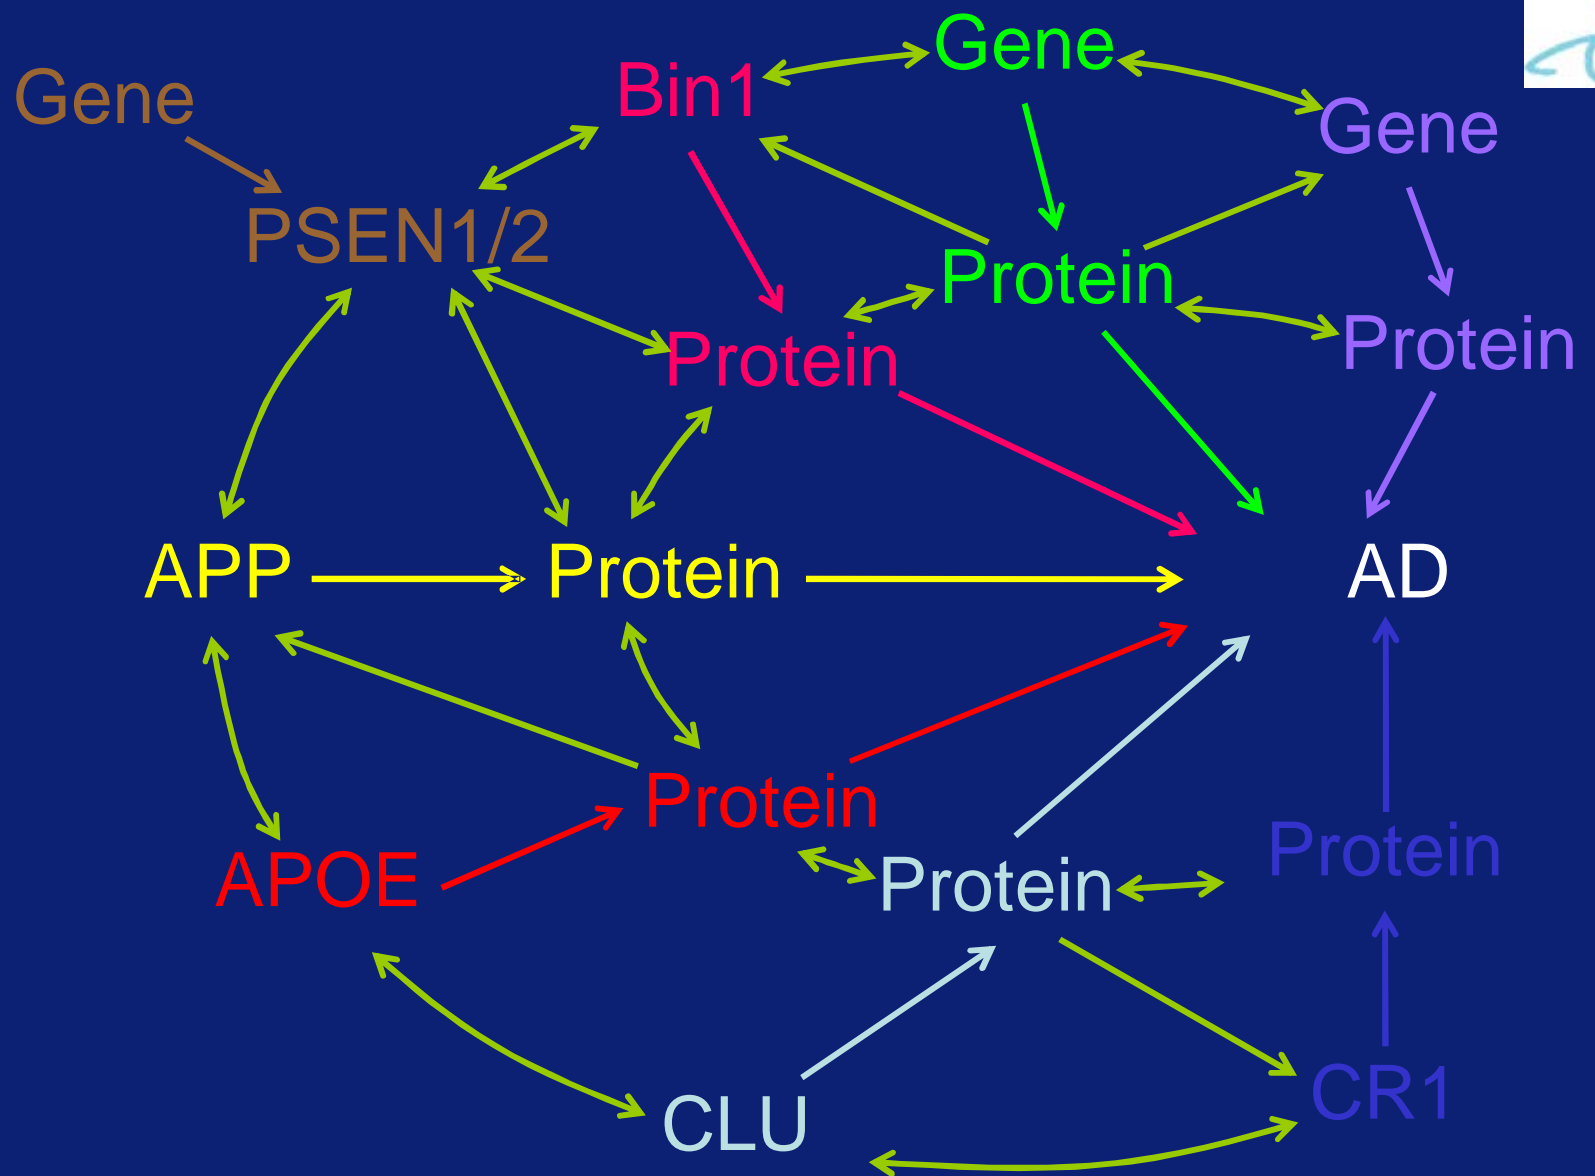 Gene
Bin1
Gene
Gene
PSEN1/2
Protein
Protein
Protein
APP
Protein
AD
Protein
Protein
APOE
Protein
CLU
CR1